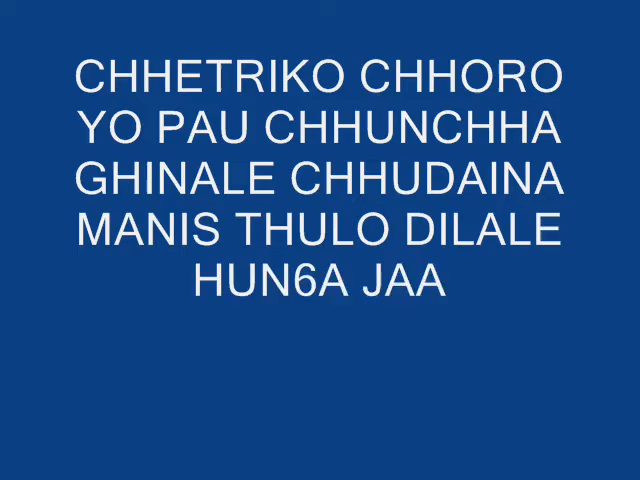 CHHETRIKO CHHORO
YO PAU CHHUNCHHA
GHINALE CHHUDAINA
MANIS THULO DILALE
HUN6A JAA